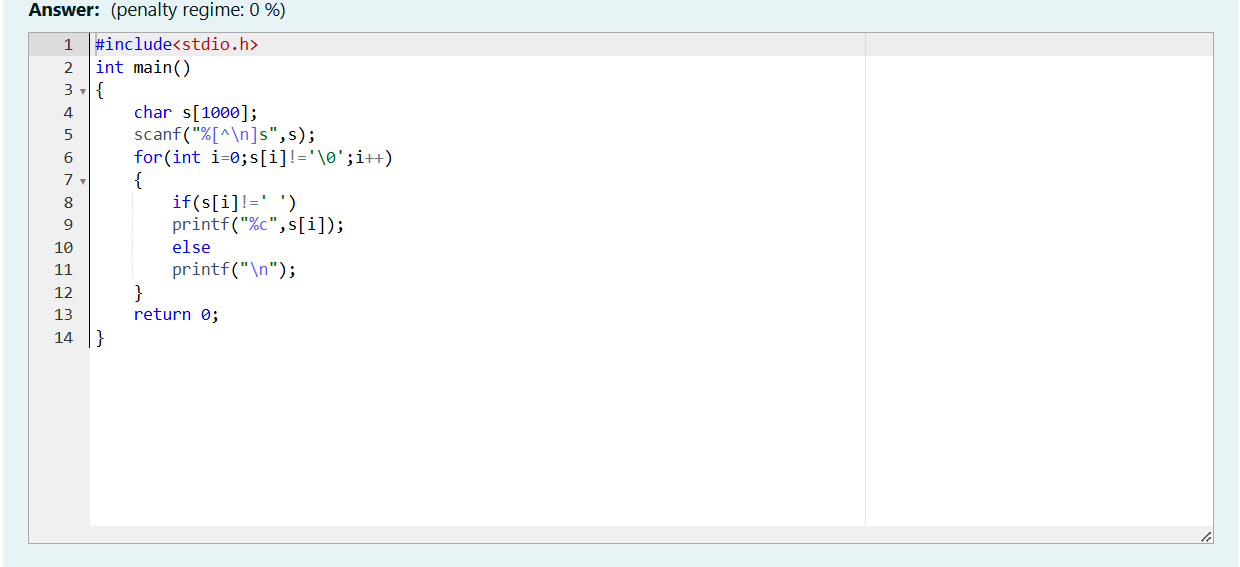 Answer: (penalty regime: 0 %)
1 #include<stdio.h>
2 int main()
3 {
4     char s[1000];
5     scanf("%[^\n]s",s);
6     for(int i=0;s[i]!='\0';i++)
7     {
8         if(s[i]!=' ')
9         printf("%c",s[i]);
10         else
11         printf("\n");
12     }
13     return 0;
14 }